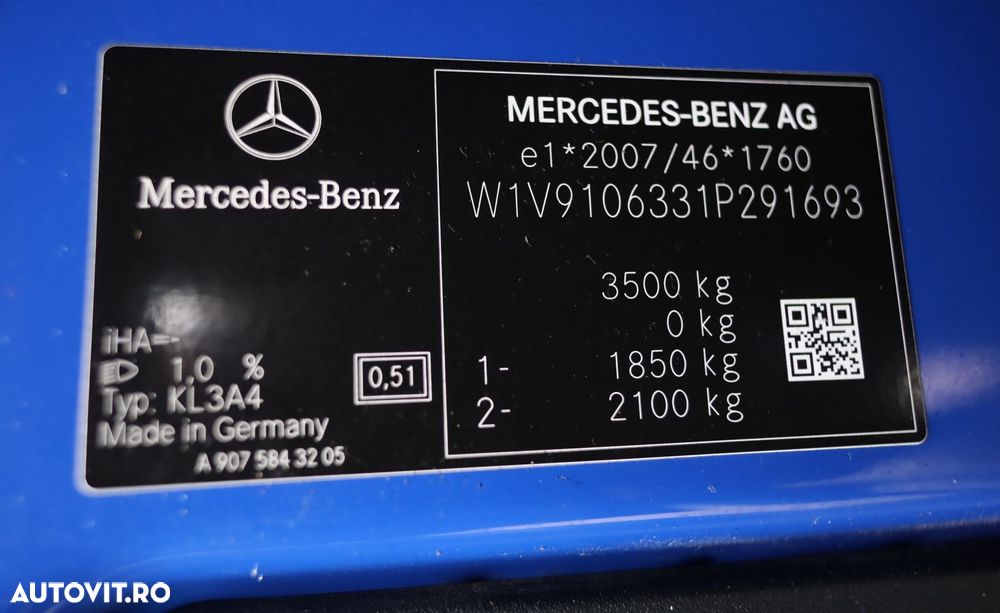 Mercedes-Benz
iHA=-
1.0 %
Typ: KL3A4
Made in Germany
A 907 584 32 05
0,51
MERCEDES-BENZ AG
e1*2007/46*1760
W1V9106331P291693
3500 kg
0 kg
1- 1850 kg
2- 2100 kg
AUTOVIT.RO